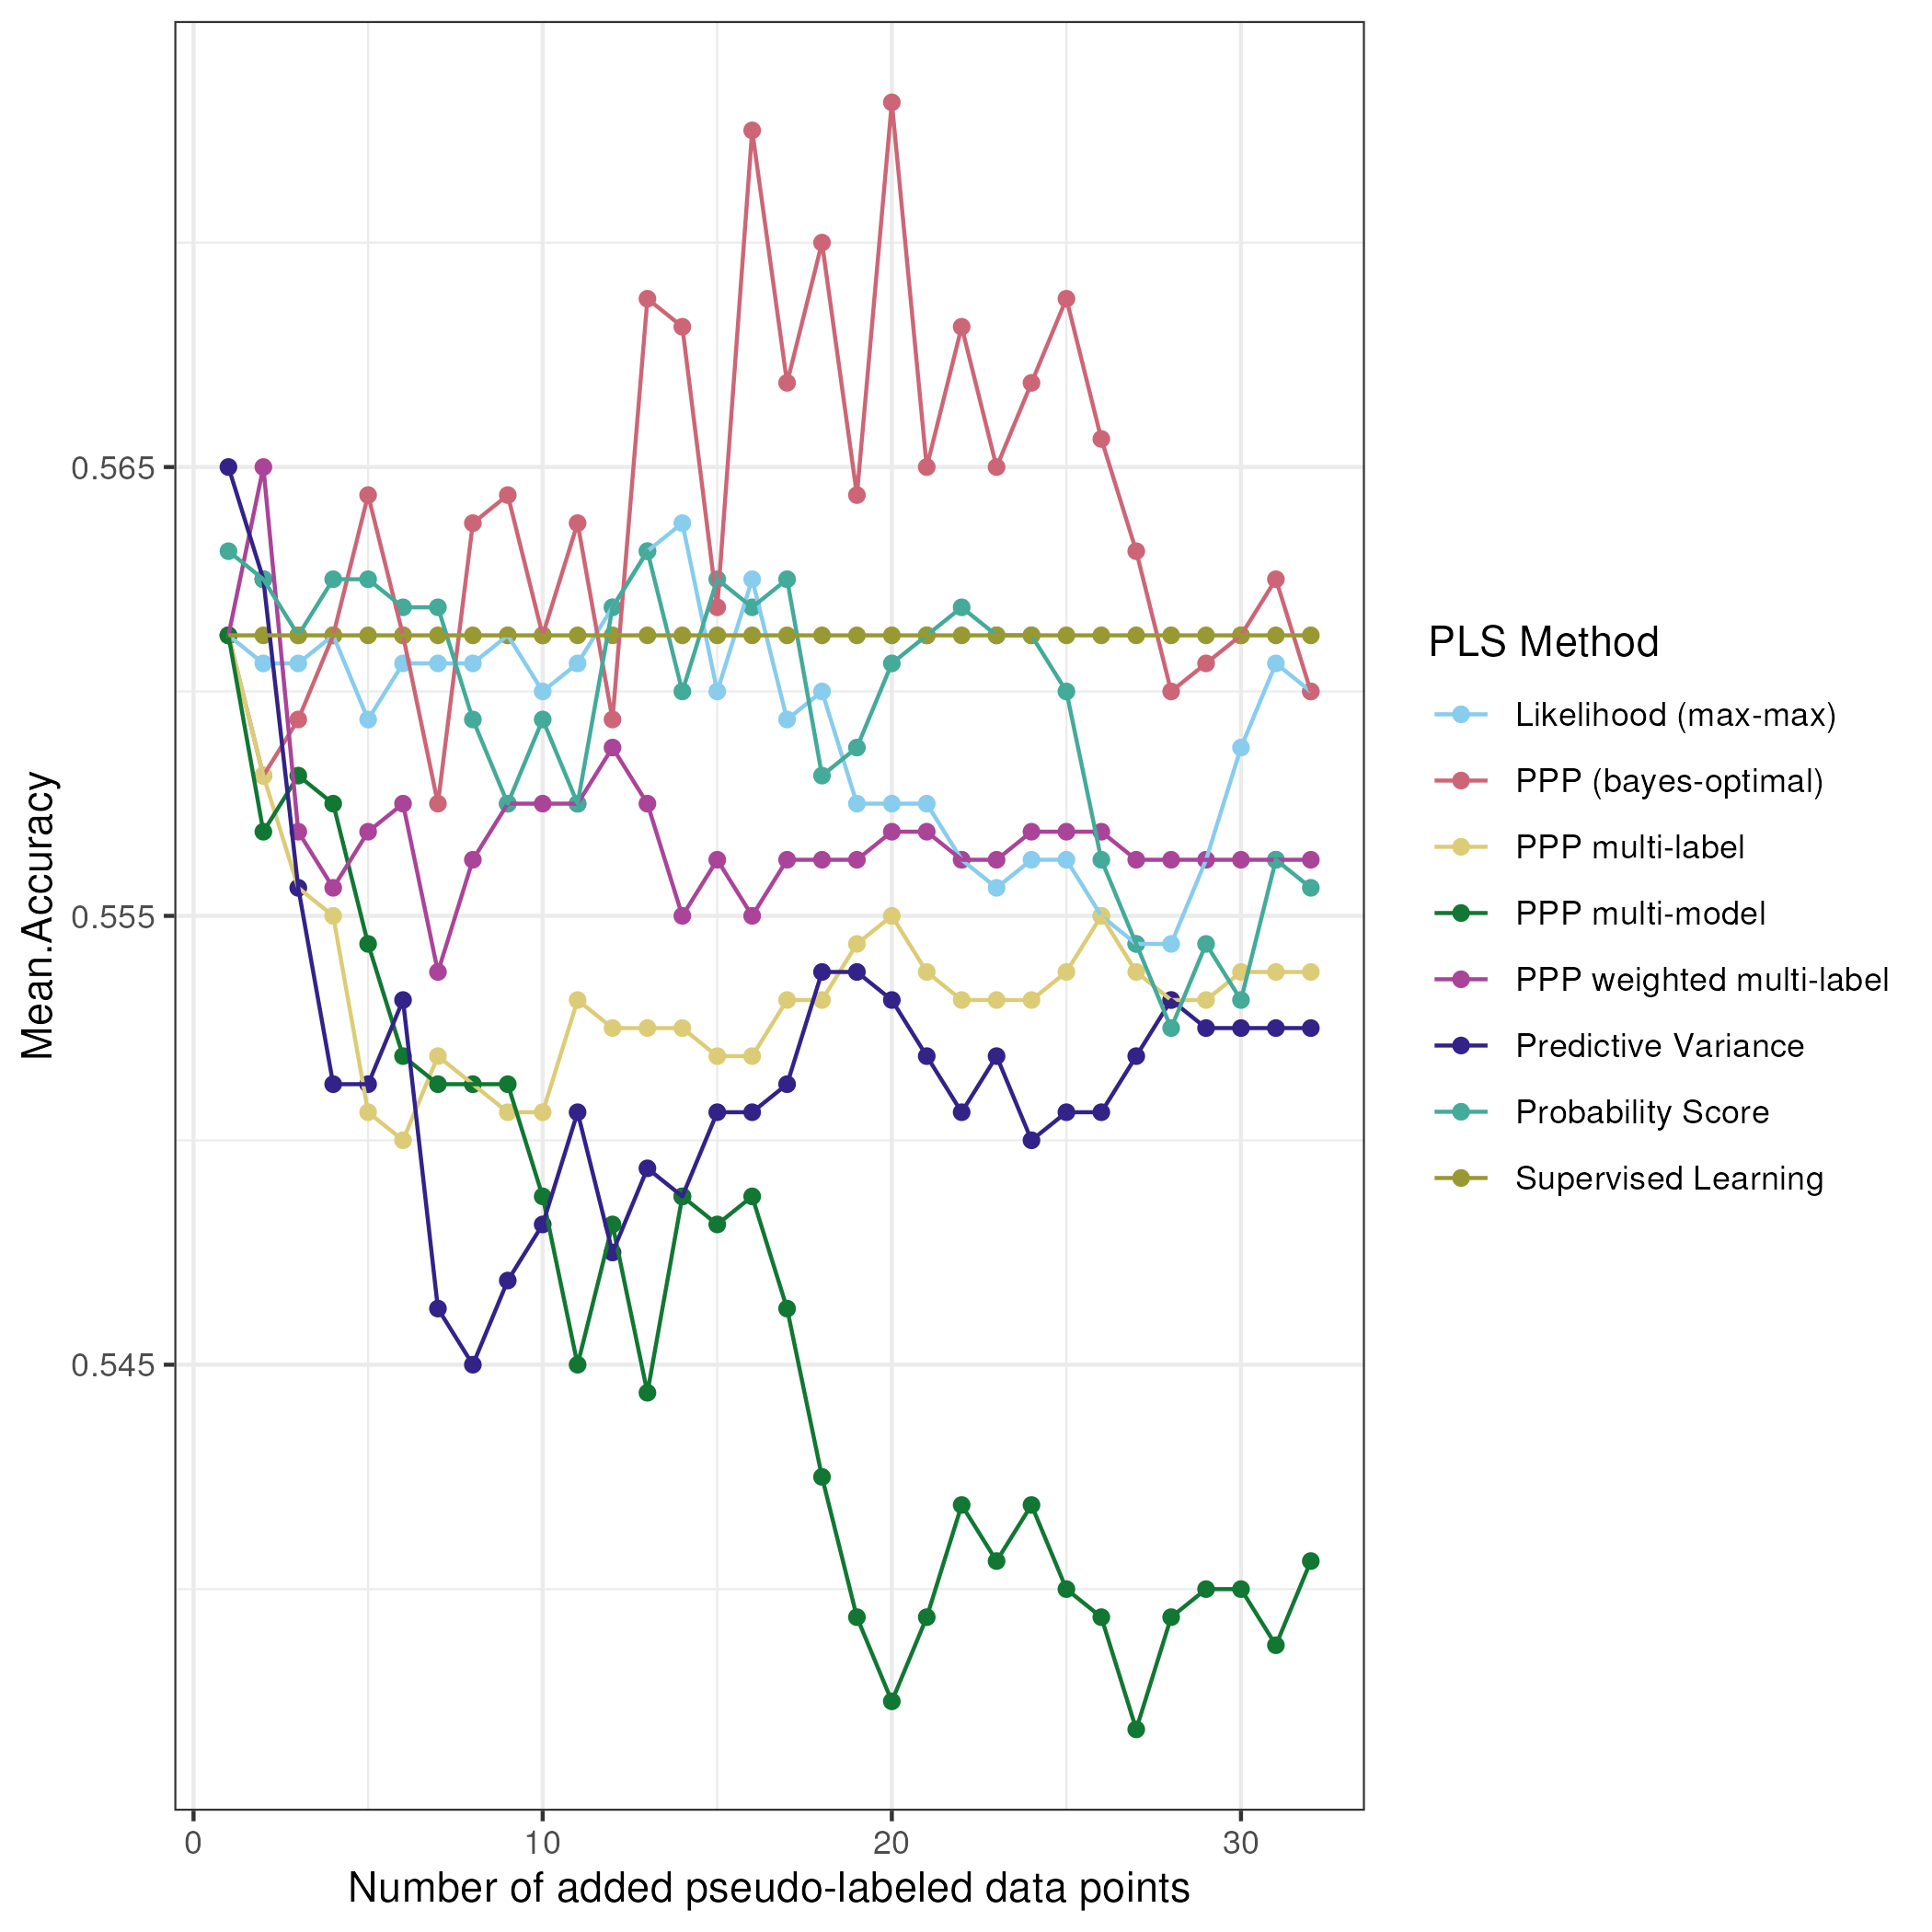 0.565
0.555
0.545
Mean.Accuracy
0
10
20
30
Number of added pseudo-labeled data points
PLS Method
Likelihood (max-max)
PPP (bayes-optimal)
PPP multi-label
PPP multi-model
PPP weighted multi-label
Predictive Variance
Probability Score
Supervised Learning